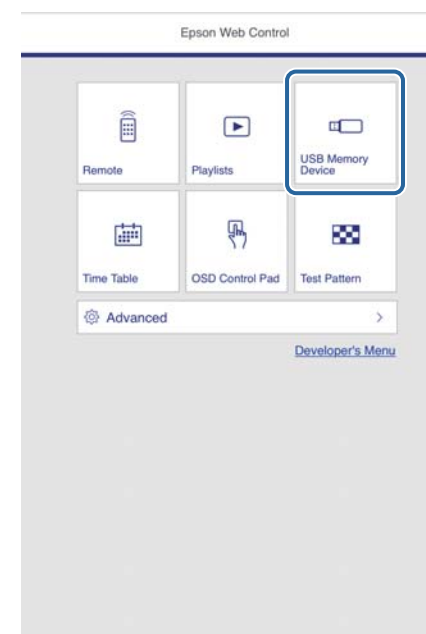 Epson Web Control
Remote
Playlists
USB Memory
Device
Time Table
OSD Control Pad
Test Pattern
Advanced
Developer's Menu